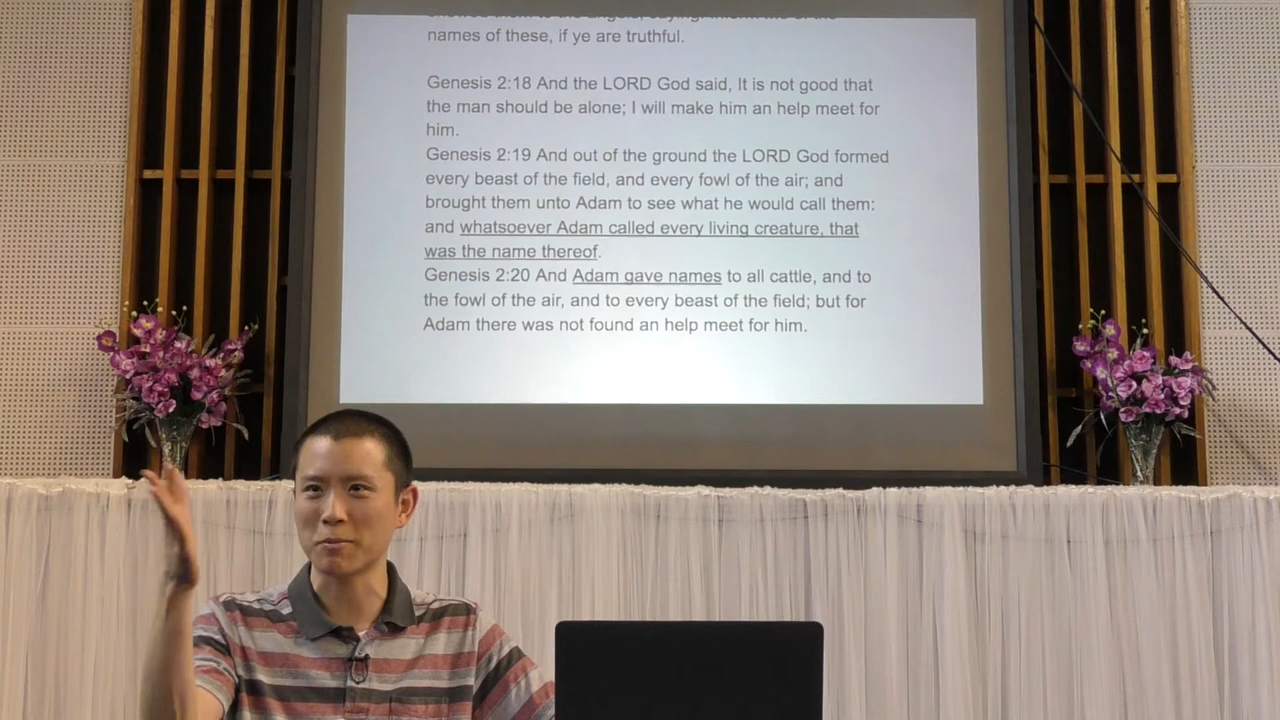 names of these, if ye are truthful.
Genesis 2:18 And the LORD God said, It is not good that
the man should be alone; I will make him an help meet for
him.
Genesis 2:19 And out of the ground the LORD God formed
every beast of the field, and every fowl of the air; and
brought them unto Adam to see what he would call them:
and whatsoever Adam called every living creature, that
was the name thereof.
Genesis 2:20 And Adam gave names to all cattle, and to
the fowl of the air, and to every beast of the field; but for
Adam there was not found an help meet for him.